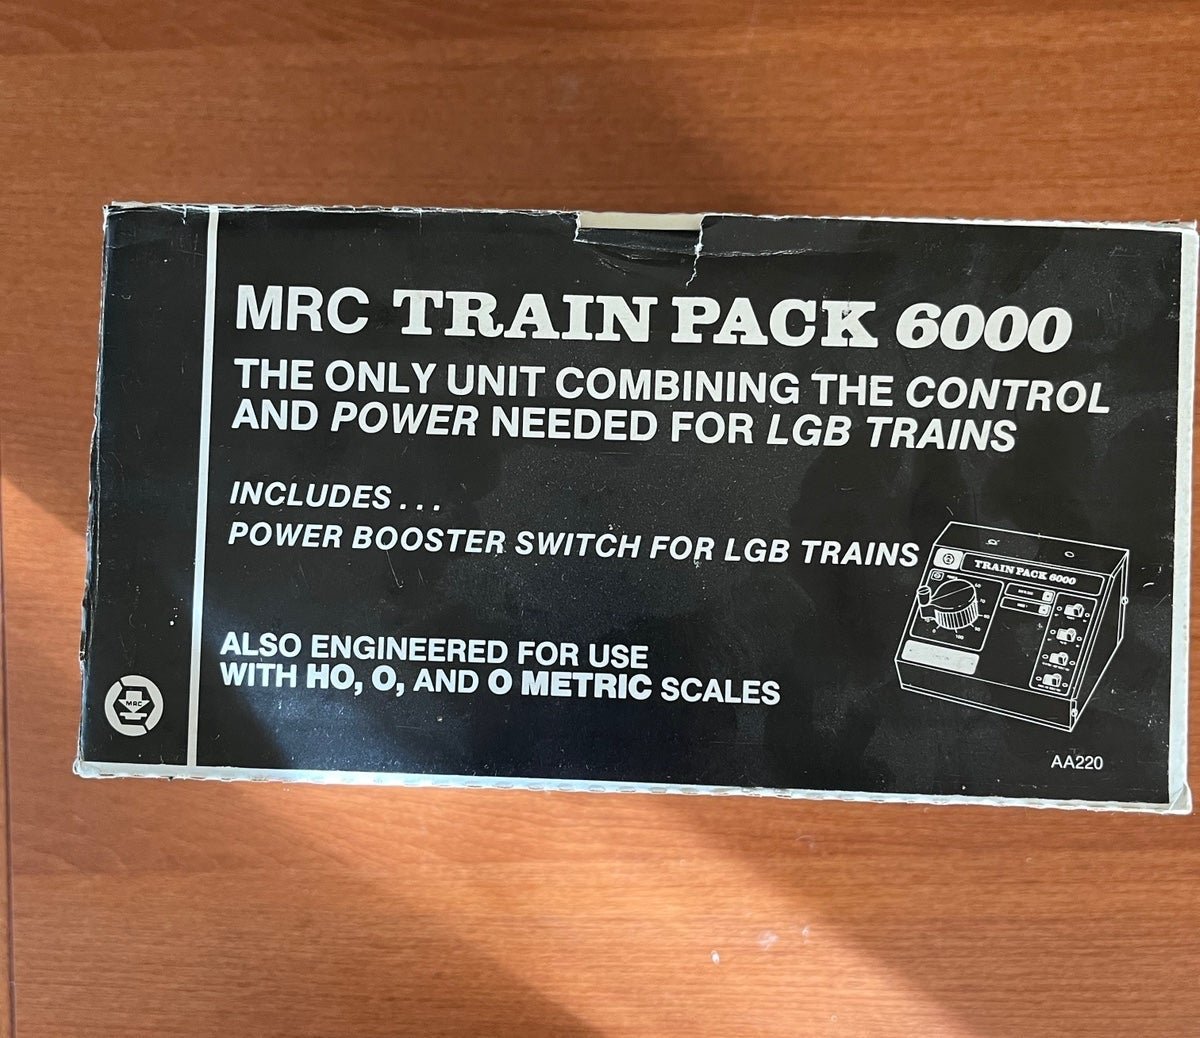 MRC TRAIN PACK 6000
THE ONLY UNIT COMBINING THE CONTROL
AND POWER NEEDED FOR LGB TRAINS
INCLUDES . . .
POWER BOOSTER SWITCH FOR LGB TRAINS
TRAIN PACK 6000
100
ALSO ENGINEERED FOR USE
WITH HO, O, AND O METRIC SCALES
MRC
AA220